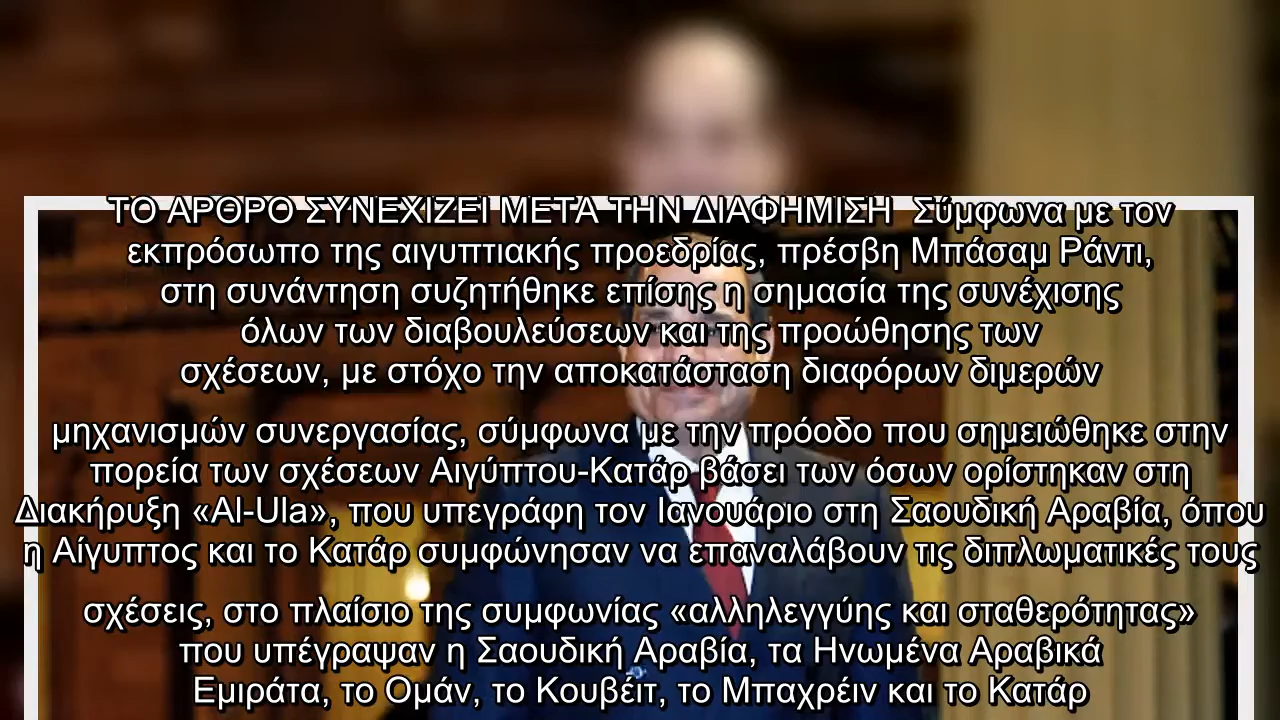 ΤΟ ΑΡΘΡΟ ΣΥΝΕΧΙΖΕΙ ΜΕΤΑ ΤΗΝ ΔΙΑΦΗΜΙΣΗ Σύμφωνα με τον
εκπρόσωπο της αιγυπτιακής προεδρίας, πρέσβη Μπάσαμ Ράντι,
στη συνάντηση συζητήθηκε επίσης η σημασία της συνέχισης
όλων των διαβουλεύσεων και της προώθησης των
σχέσεων, με στόχο την αποκατάσταση διαφόρων διμερών
μηχανισμών συνεργασίας, σύμφωνα με την πρόοδο που σημειώθηκε στην
πορεία των σχέσεων Αιγύπτου-Κατάρ βάσει των όσων ορίστηκαν στη
Διακήρυξη «Al-Ula», που υπεγράφη τον Ιανουάριο στη Σαουδική Αραβία, όπου
η Αίγυπτος και το Κατάρ συμφώνησαν να επαναλάβουν τις διπλωματικές τους
σχέσεις, στο πλαίσιο της συμφωνίας «αλληλεγγύης και σταθερότητας»
που υπέγραψαν η Σαουδική Αραβία, τα Ηνωμένα Αραβικά
Εμιράτα, το Ομάν, το Κουβέιτ, το Μπαχρέιν και το Κατάρ